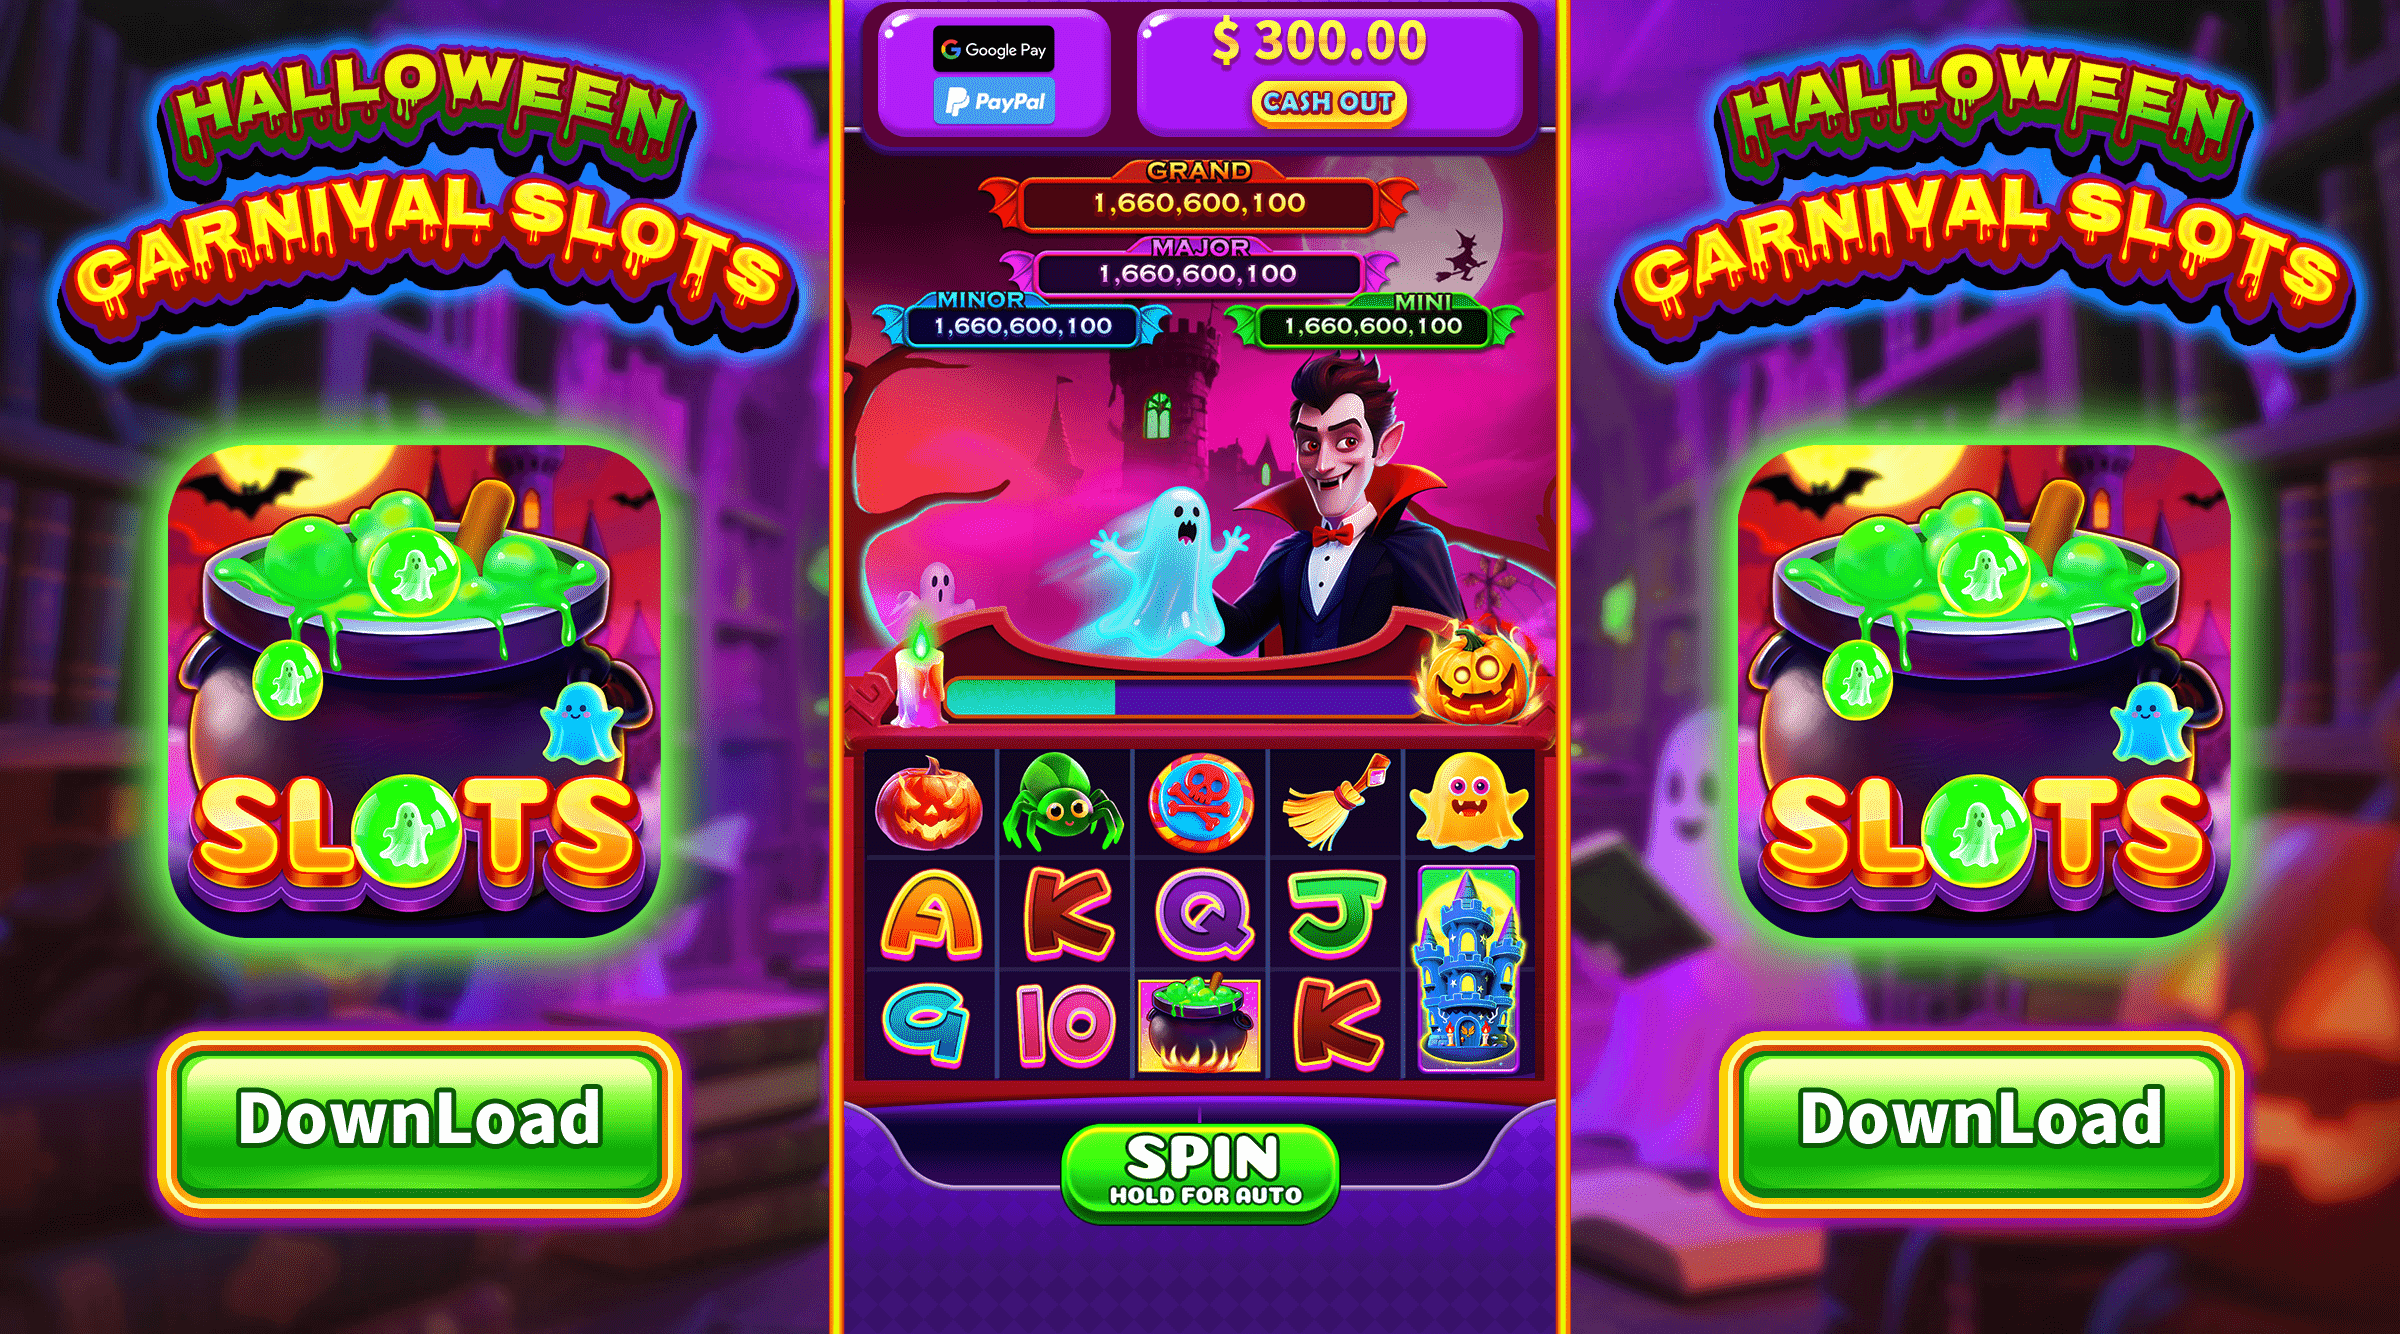 HALLOWEEN
CARNIVAL SLOTS
SLOTS
DownLoad
Google Pay
PayPal
$ 300.00
CASH OUT
GRAND
1,660,600,100
MAJOR
1,660,600,100
MINOR
1,660,600,100
MINI
1,660,600,100
A K Q J
9 10 K
SPIN
HOLD FOR AUTO
HALLOWEEN
CARNIVAL SLOTS
SLOTS
DownLoad